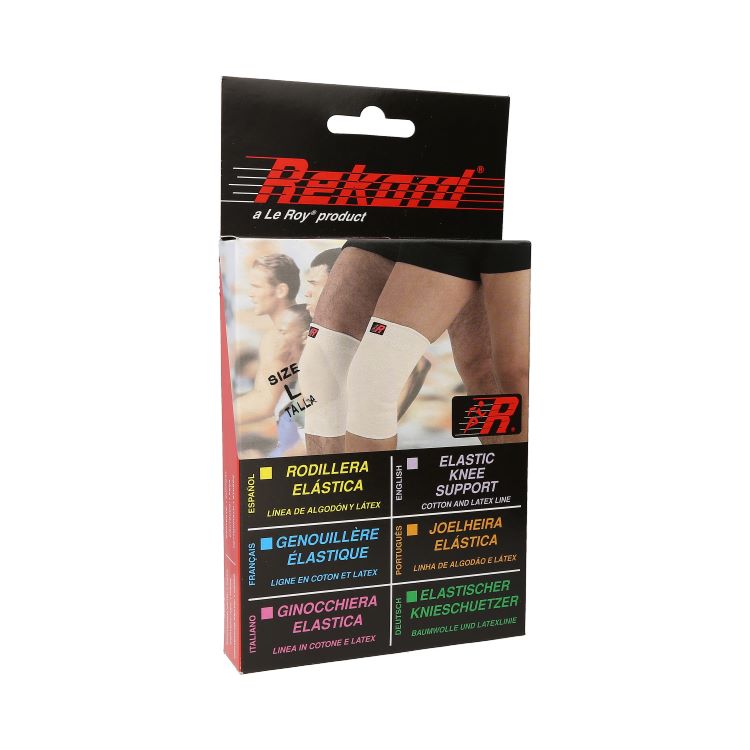 Rekord®
a Le Roy® product
R
R
SIZE
L
TALLA
R®
ESPAÑOL
RODILLERA
ELÁSTICA
LÍNEA DE ALGODÓN Y LÁTEX
ENGLISH
ELASTIC
KNEE
SUPPORT
COTTON AND LATEX LINE
FRANÇAIS
GENOUILLÈRE
ÉLASTIQUE
LIGNE EN COTON ET LATEX
PORTUGUÊS
JOELHEIRA
ELÁSTICA
LINHA DE ALGODÃO E LÁTEX
ITALIANO
GINOCCHIERA
ELASTICA
LINEA IN COTONE E LATEX
DEUTSCH
ELASTISCHER
KNIESCHUETZER
BAUMWOLLE UND LATEXLINIE